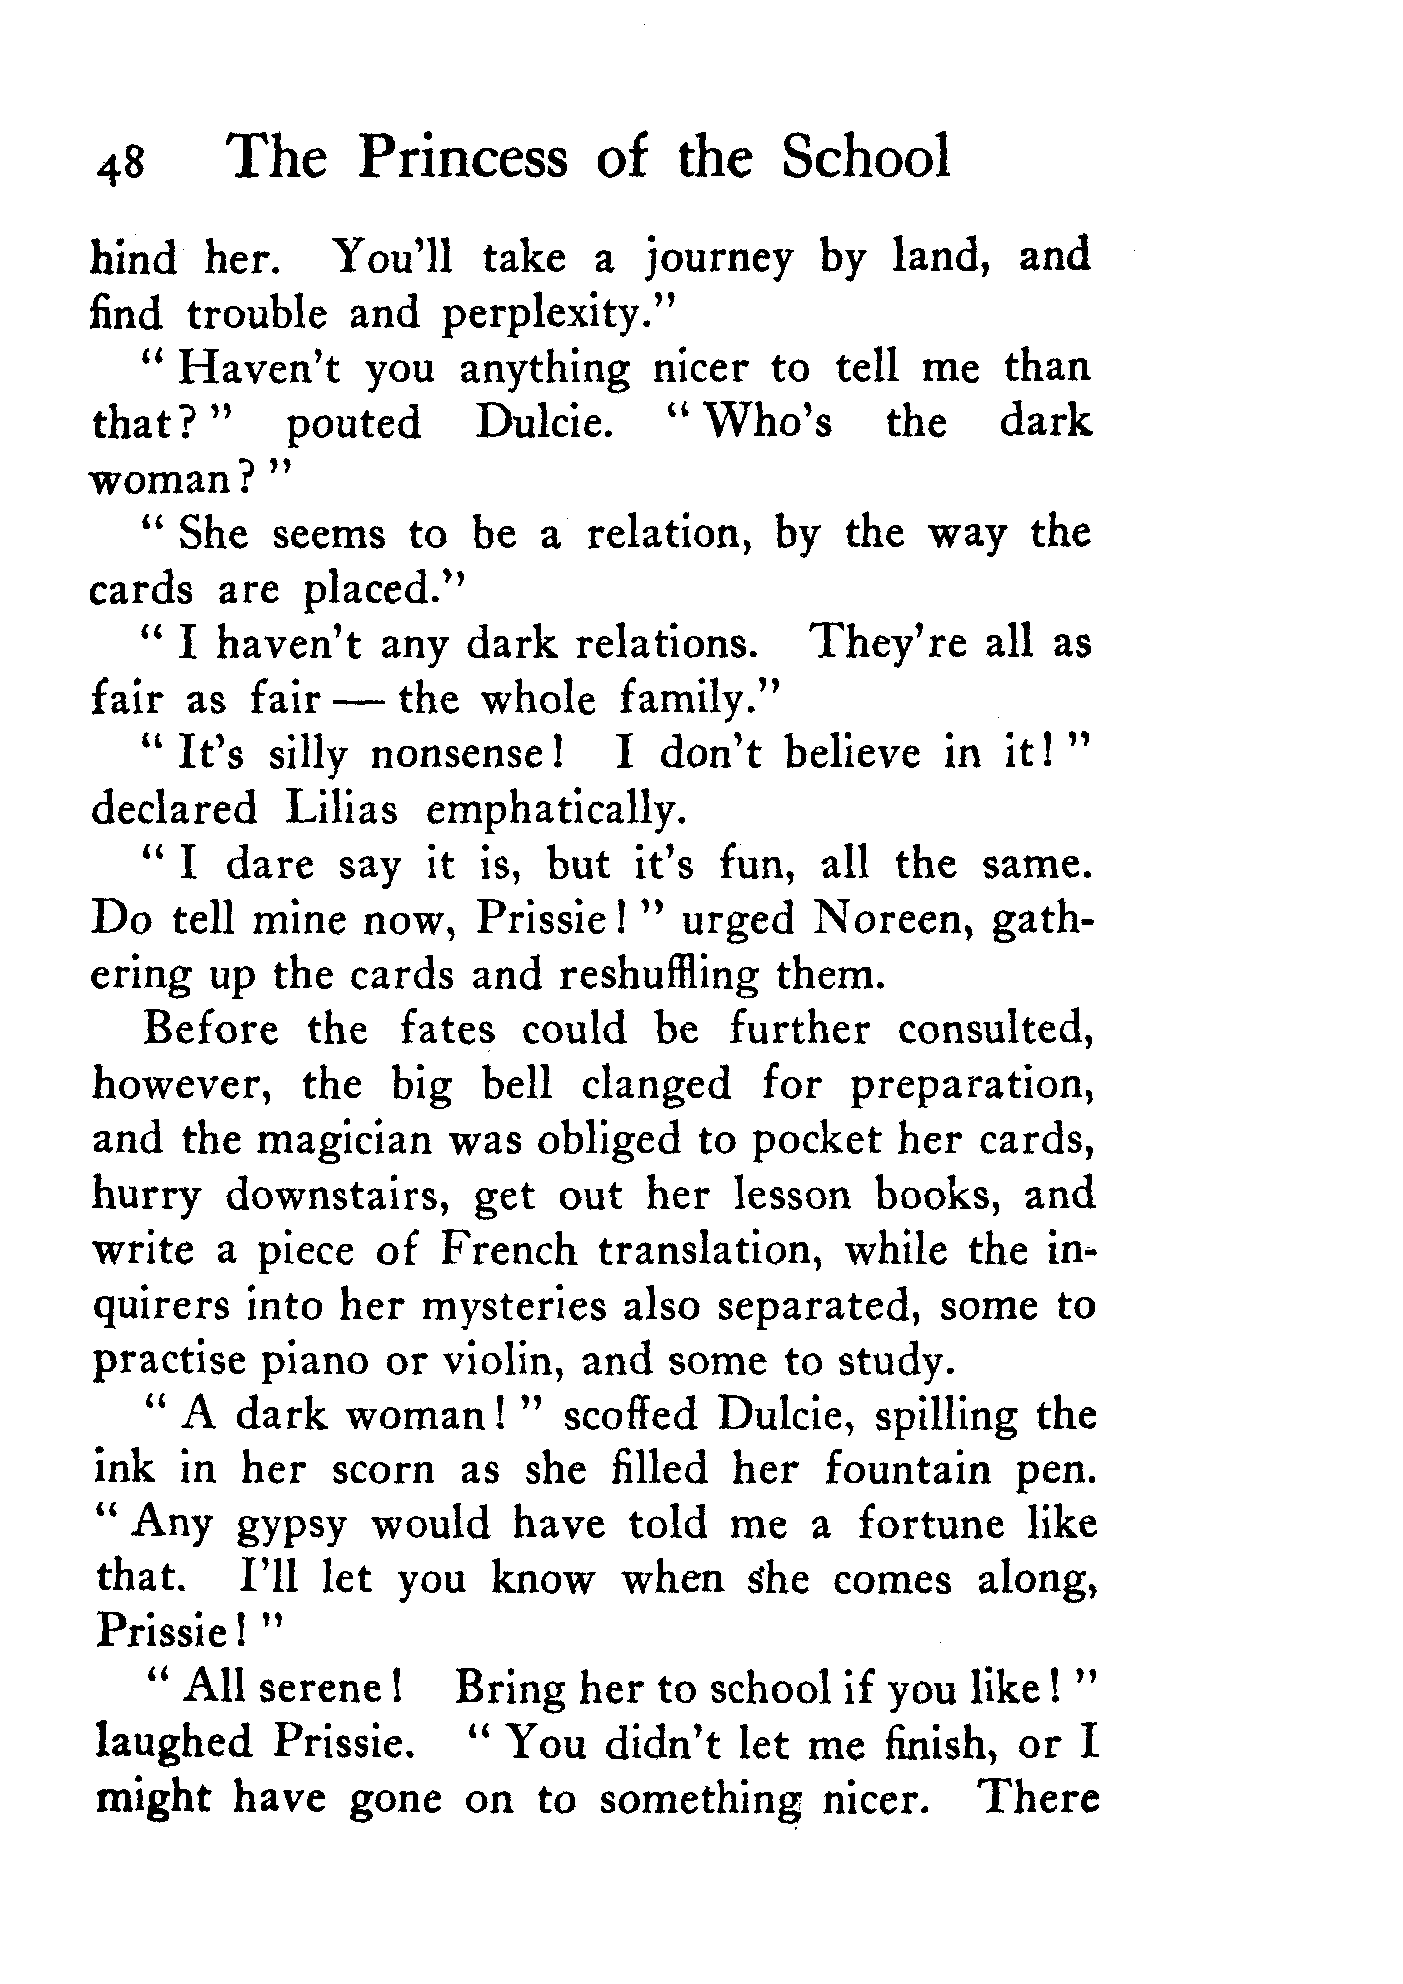 48 The Princess of the School
hind her. You'll take a journey by land, and
find trouble and perplexity."
" Haven't you anything nicer to tell me than
that? " pouted Dulcie. " Who's the dark
woman? "
" She seems to be a relation, by the way the
cards are placed."
" I haven't any dark relations. They're all as
fair as fair — the whole family."
" It's silly nonsense! I don't believe in it! "
declared Lilias emphatically.
" I dare say it is, but it's fun, all the same.
Do tell mine now, Prissie! " urged Noreen, gath-
ering up the cards and reshuffling them.
Before the fates could be further consulted,
however, the big bell clanged for preparation,
and the magician was obliged to pocket her cards,
hurry downstairs, get out her lesson books, and
write a piece of French translation, while the in-
quirers into her mysteries also separated, some to
practise piano or violin, and some to study.
" A dark woman! " scoffed Dulcie, spilling the
ink in her scorn as she filled her fountain pen.
" Any gypsy would have told me a fortune like
that. I'll let you know when she comes along,
Prissie! "
" All serene! Bring her to school if you like! "
laughed Prissie. " You didn't let me finish, or I
might have gone on to something nicer. There